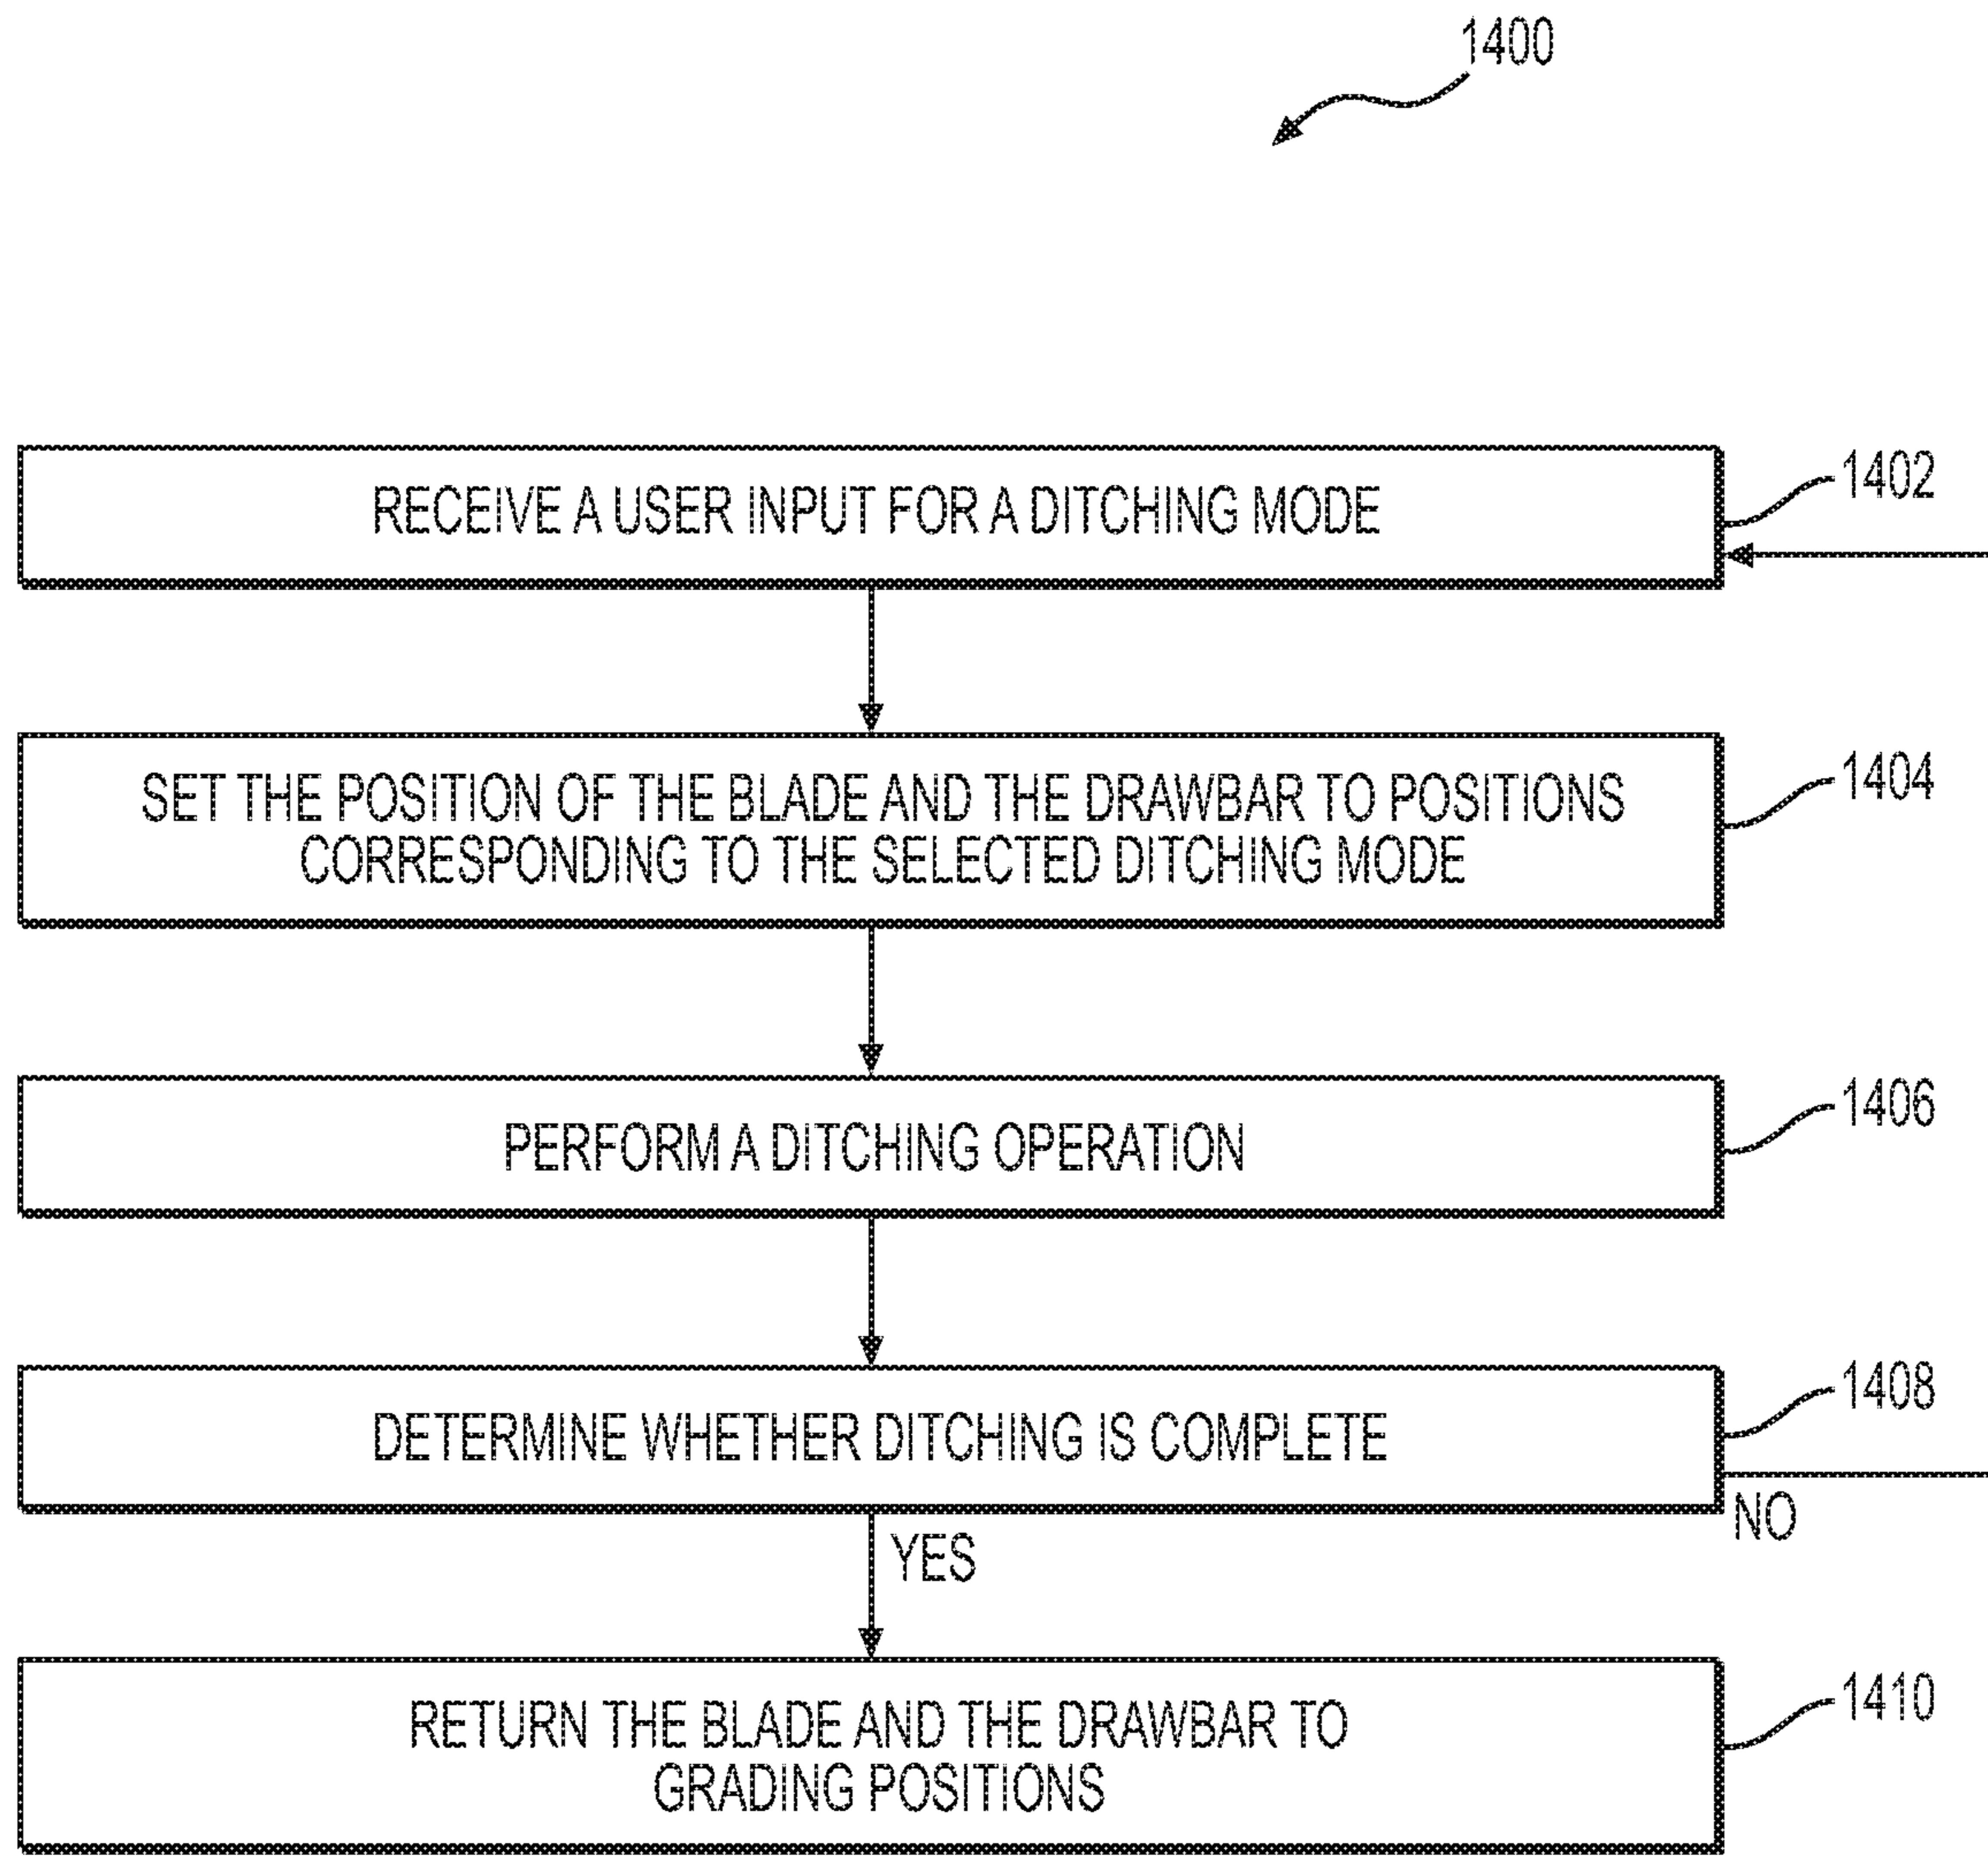 1400
RECEIVE A USER INPUT FOR A DITCHING MODE
1402
SET THE POSITION OF THE BLADE AND THE DRAWBAR TO POSITIONS
CORRESPONDING TO THE SELECTED DITCHING MODE
1404
PERFORM A DITCHING OPERATION
1406
DETERMINE WHETHER DITCHING IS COMPLETE
1408
NO
YES
RETURN THE BLADE AND THE DRAWBAR TO
GRADING POSITIONS
1410